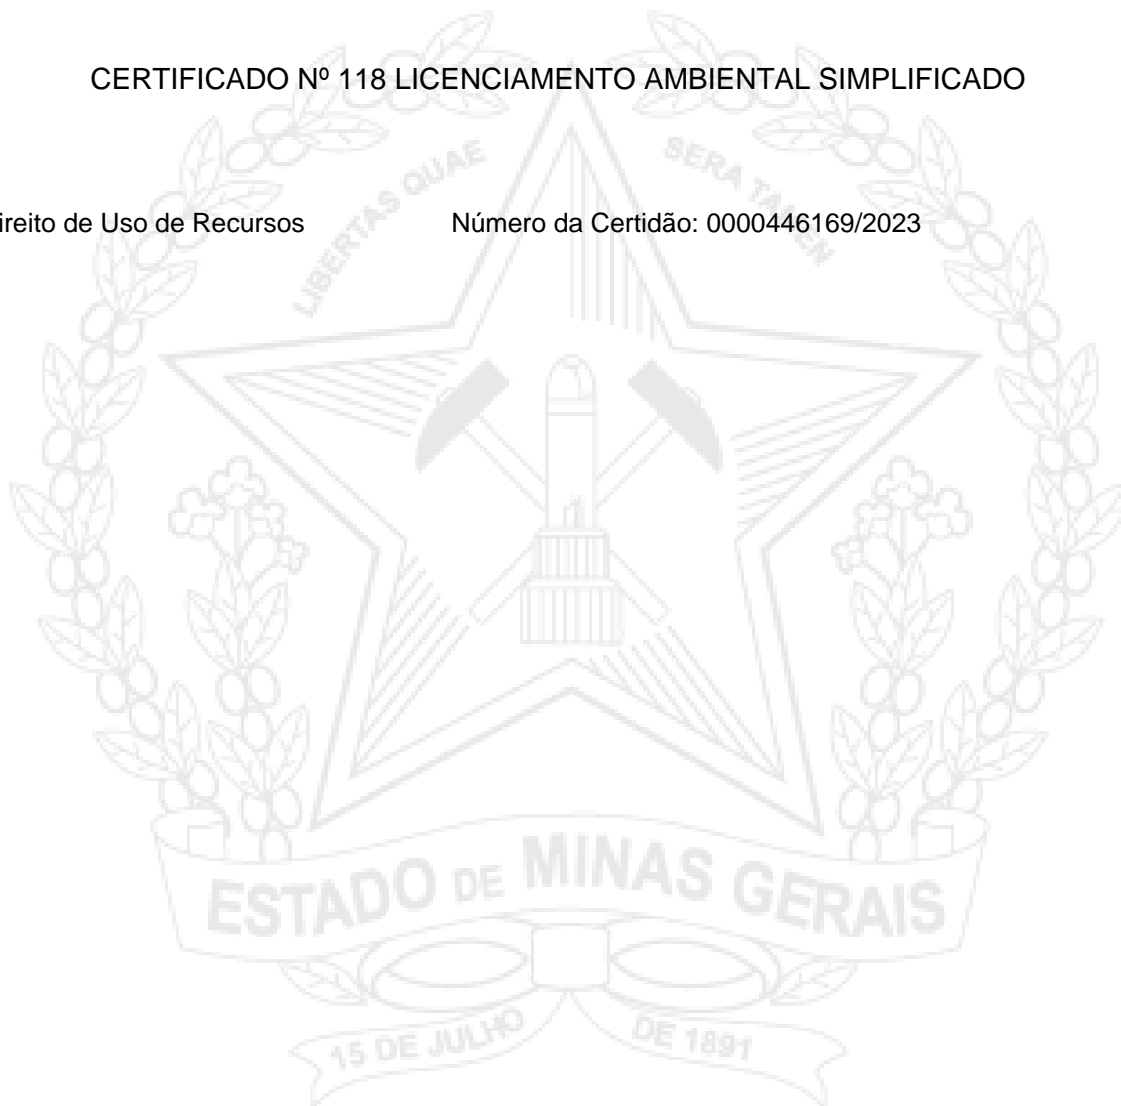 CERTIFICADO Nº 118 LICENCIAMENTO AMBIENTAL SIMPLIFICADO
LIBERTAS QUAE SERA TAMEN
ireito de Uso de Recursos Número da Certidão: 0000446169/2023
ESTADO DE MINAS GERAIS
15 DE JULHO DE 1891